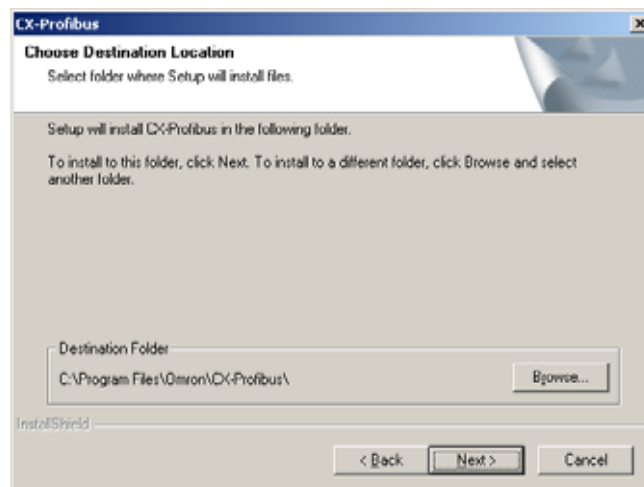 CX-Profibus
Choose Destination Location
Select folder where Setup will install files.
Setup will install CX-Profibus in the following folder.
To install to this folder, click Next. To install to a different folder, click Browse and select
another folder.
Destination Folder
C:\Program Files\Omron\CX-Profibus\
Browse...
InstallShield
< Back
Next >
Cancel